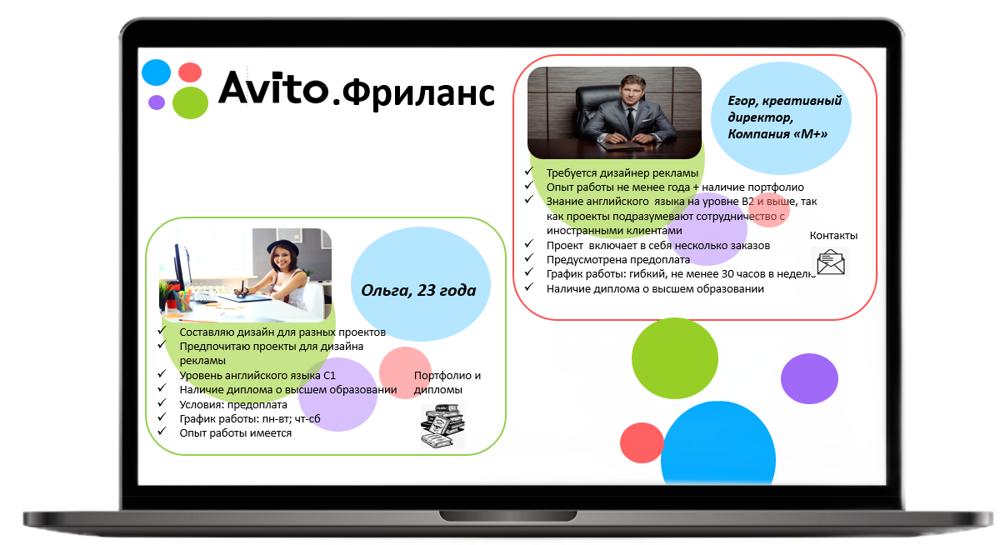 Avito.Фриланс
Егор, креативный
директор,
Компания «М+»
Требуется дизайнер рекламы
Опыт работы не менее года + наличие портфолио
Знание английского языка на уровне B2 и выше, так
как проекты подразумевают сотрудничество с
иностранными клиентами
Проект включает в себя несколько заказов
Предусмотрена предоплата
График работы: гибкий, не менее 30 часов в неделю
Наличие диплома о высшем образовании
Контакты
Ольга, 23 года
Составляю дизайн для разных проектов
Предпочитаю проекты для дизайна
рекламы
Уровень английского языка С1
Наличие диплома о высшем образовании
Условия: предоплата
График работы: пн-вт; чт-сб
Опыт работы имеется
Портфолио и
дипломы